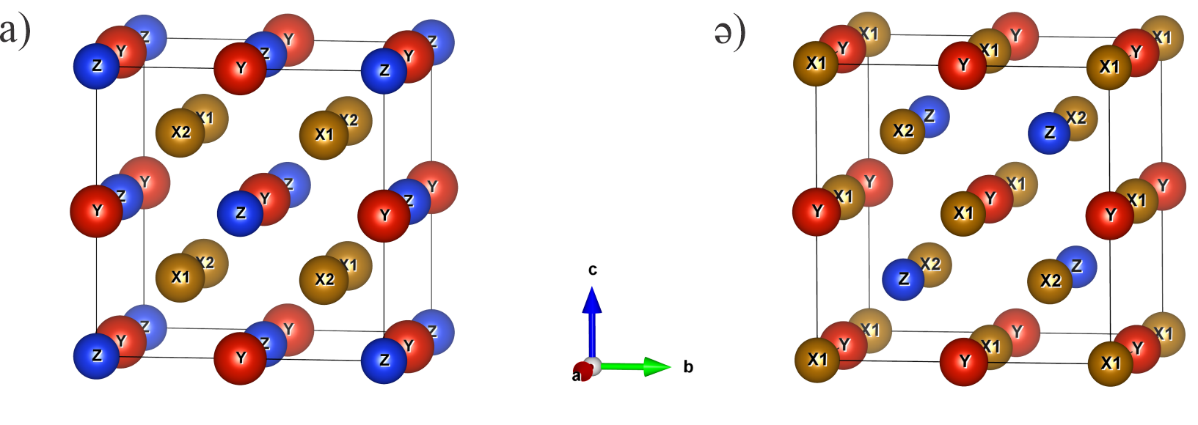 a)
Z Y Z
Y Z Y
Z Y Z
X1 X2
X2 X1
Y Z Y
Z Y Z
Y Z Y
X2 X1
X1 X2
Z Y Z
Y Z Y
Z Y Z
c
a b
ə)
X1 Y X1
Y X1 Y
X1 Y X1
Z X2
X2 Z
Y X1 Y
X1 Y X1
Y X1 Y
X2 Z
Z X2
X1 Y X1
Y X1 Y
X1 Y X1